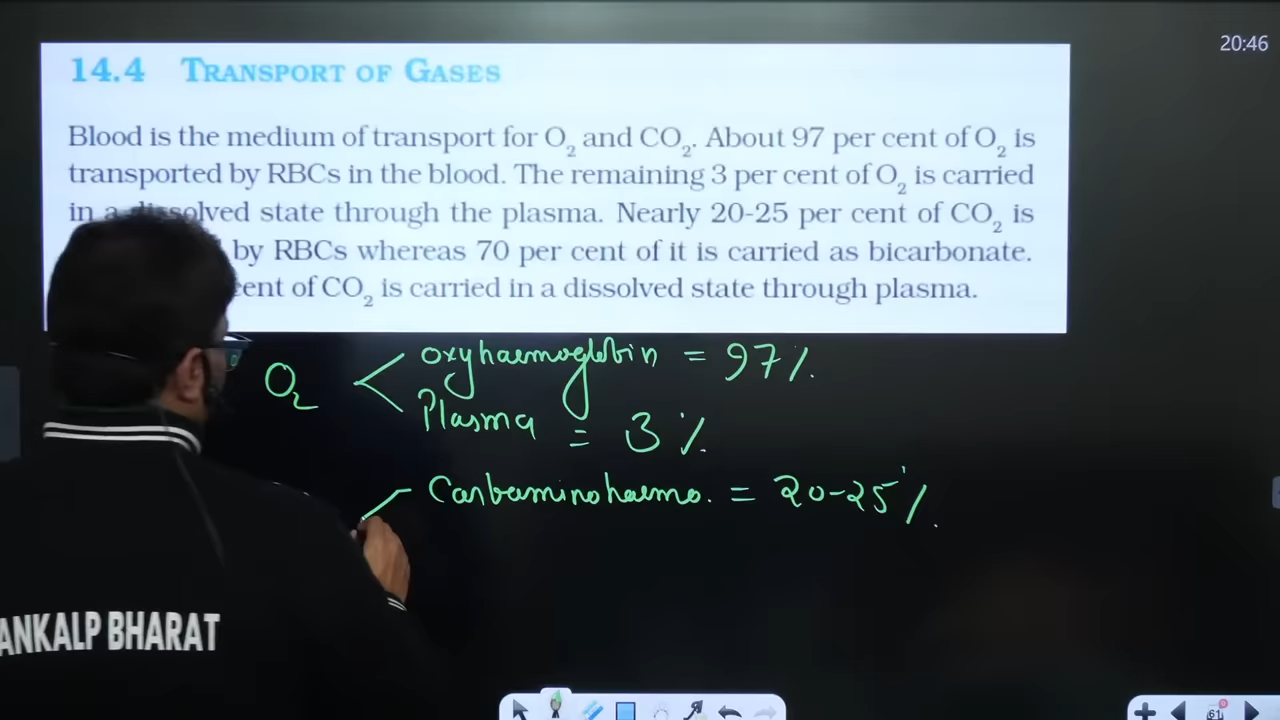 20:46
14.4 TRANSPORT OF GASES
Blood is the medium of transport for O₂ and CO₂. About 97 per cent of O₂ is
transported by RBCs in the blood. The remaining 3 per cent of O₂ is carried
in a dissolved state through the plasma. Nearly 20-25 per cent of CO₂ is
by RBCs whereas 70 per cent of it is carried as bicarbonate.
cent of CO₂ is carried in a dissolved state through plasma.
O₂ oxyhaemoglobin = 97%.
Plasma = 3%.
Carbaminohaemo. = 20-25%.
ANKALP BHARAT
61